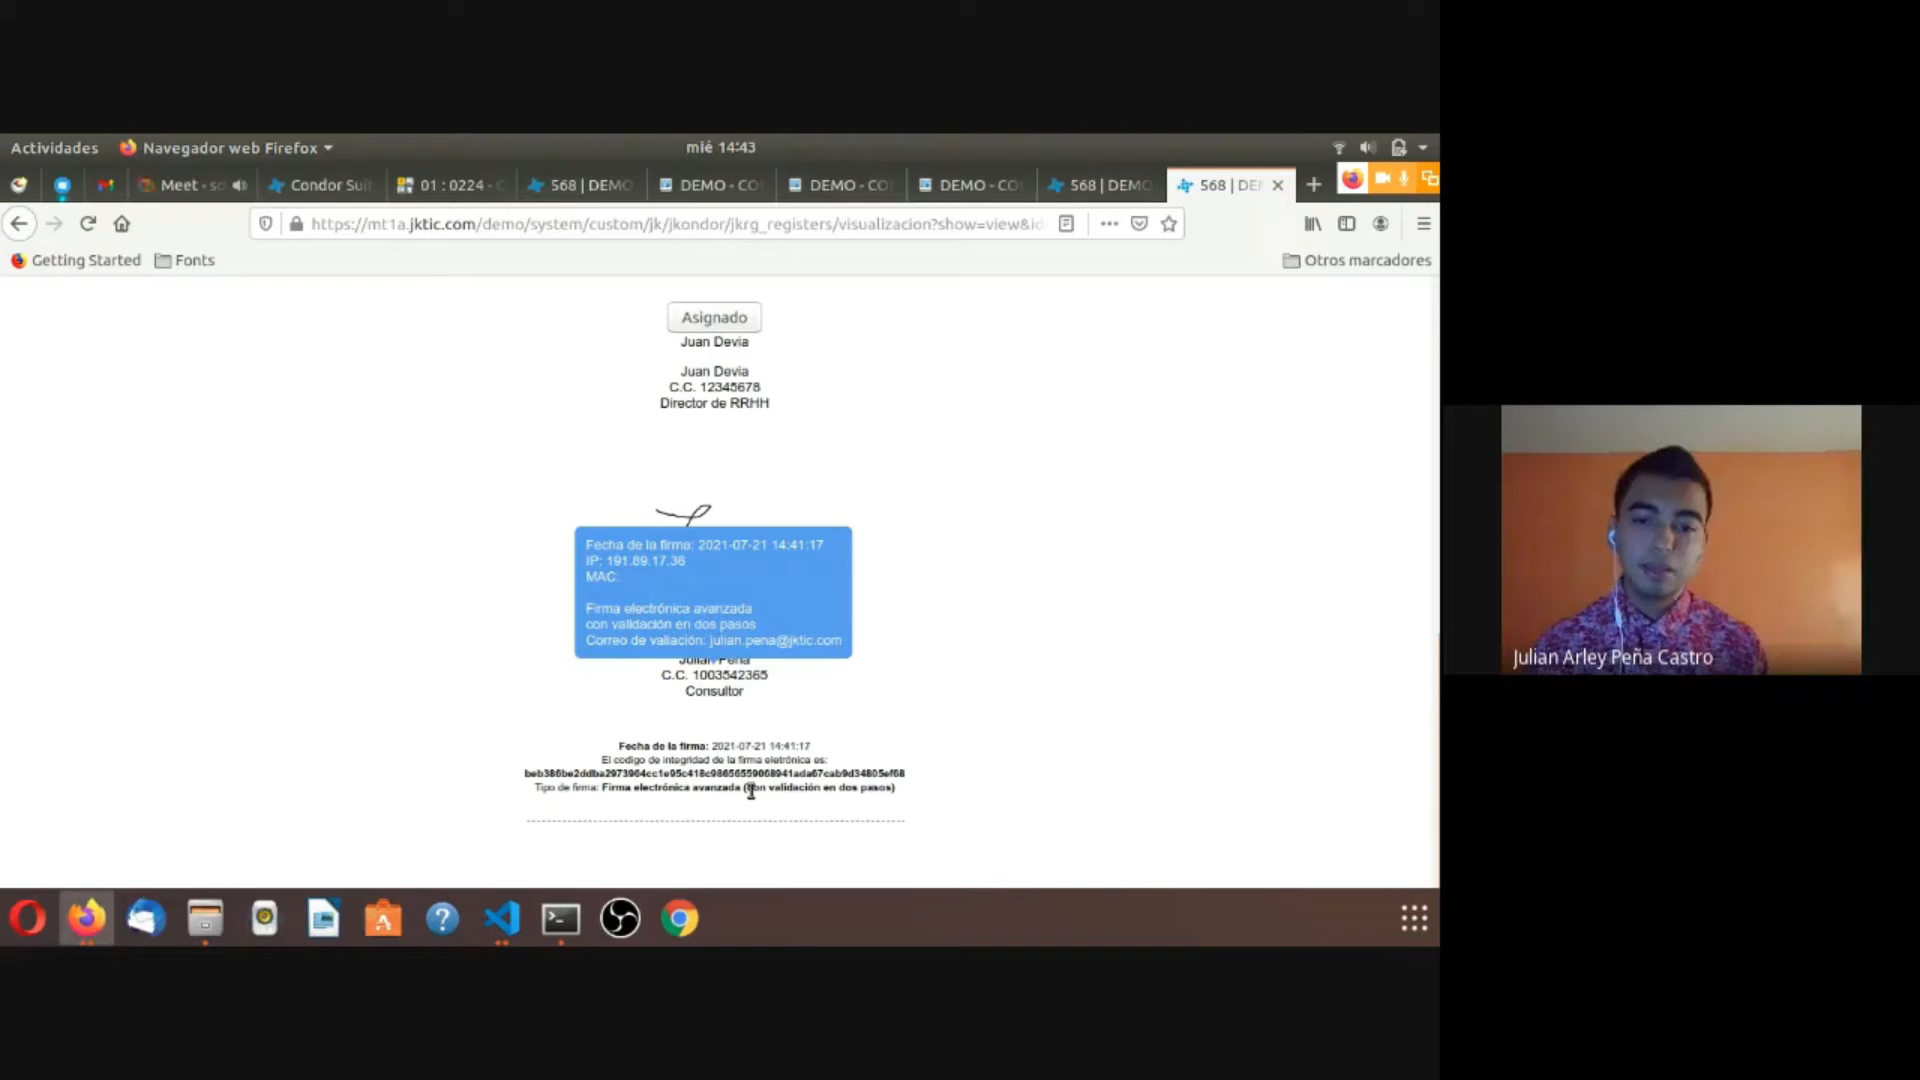 Actividades
Navegador web Firefox
mié 14:43
Meet - so
Condor Suit
01 : 0224 - C
568 | DEMO
DEMO - CO
DEMO - CO
DEMO - CO
568 | DEMO
568 | DE
https://mt1a.jktic.com/demo/system/custom/jk/jkondor/jkrg_registers/visualizacion?show=view&id
Getting Started
Fonts
Otros marcadores
Asignado
Juan Devia
Juan Devia
C.C. 12345678
Director de RRHH
Fecha de la firma: 2021-07-21 14:41:17
IP: 191.89.17.36
MAC:
Firma electrónica avanzada
con validación en dos pasos
Correo de valiación: julian.pena@jktic.com
Julian Peña
C.C. 1003542365
Consultor
Fecha de la firma: 2021-07-21 14:41:17
El codigo de integridad de la firma eletrónica es:
Tipo de firma: Firma electrónica avanzada (con validación en dos pasos)
Julian Arley Peña Castro